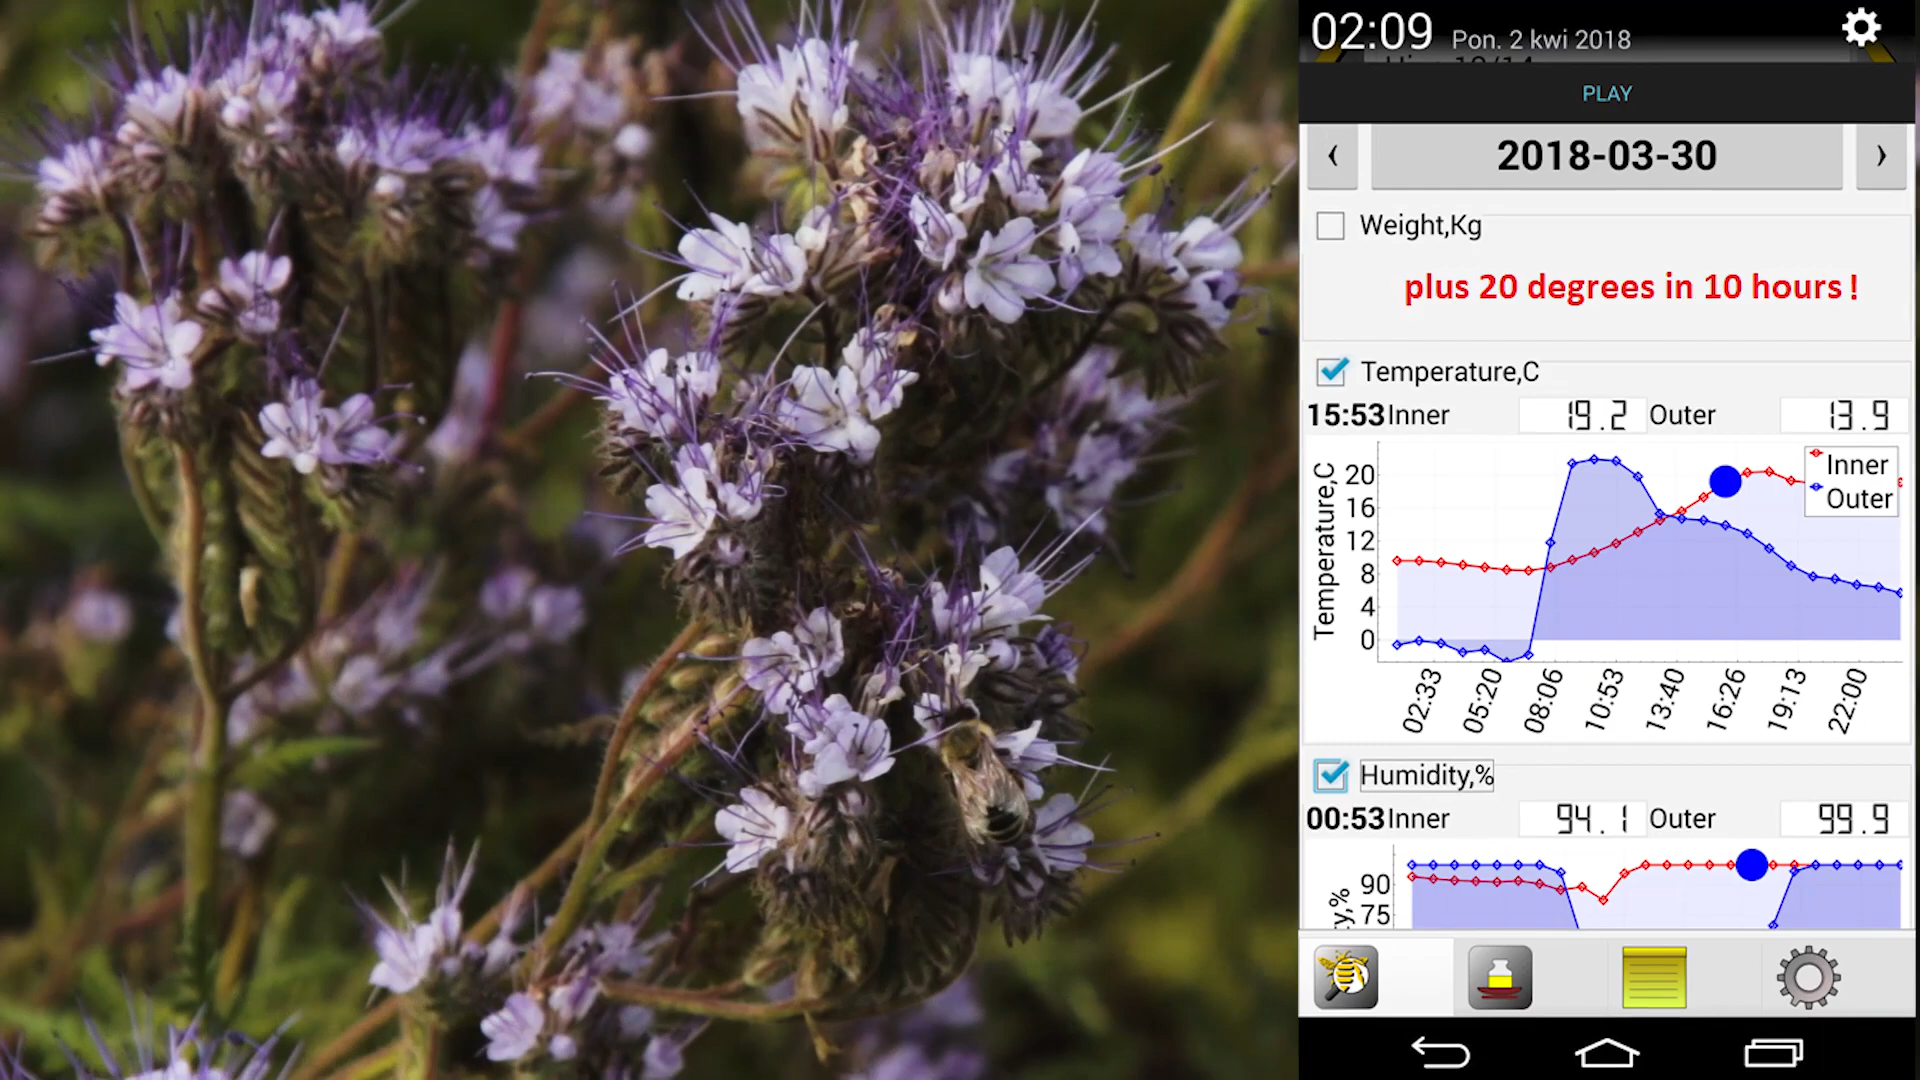 02:09 Pon. 2 kwi 2018
PLAY
2018-03-30
Weight,Kg
plus 20 degrees in 10 hours!
Temperature,C
15:53 Inner 19.2 Outer 13.9
Temperature,C
20
16
12
8
4
0
Inner
Outer
02:33 05:20 08:06 10:53 13:40 16:26 19:13 22:00
Humidity,%
00:53 Inner 94.1 Outer 99.9
90
75